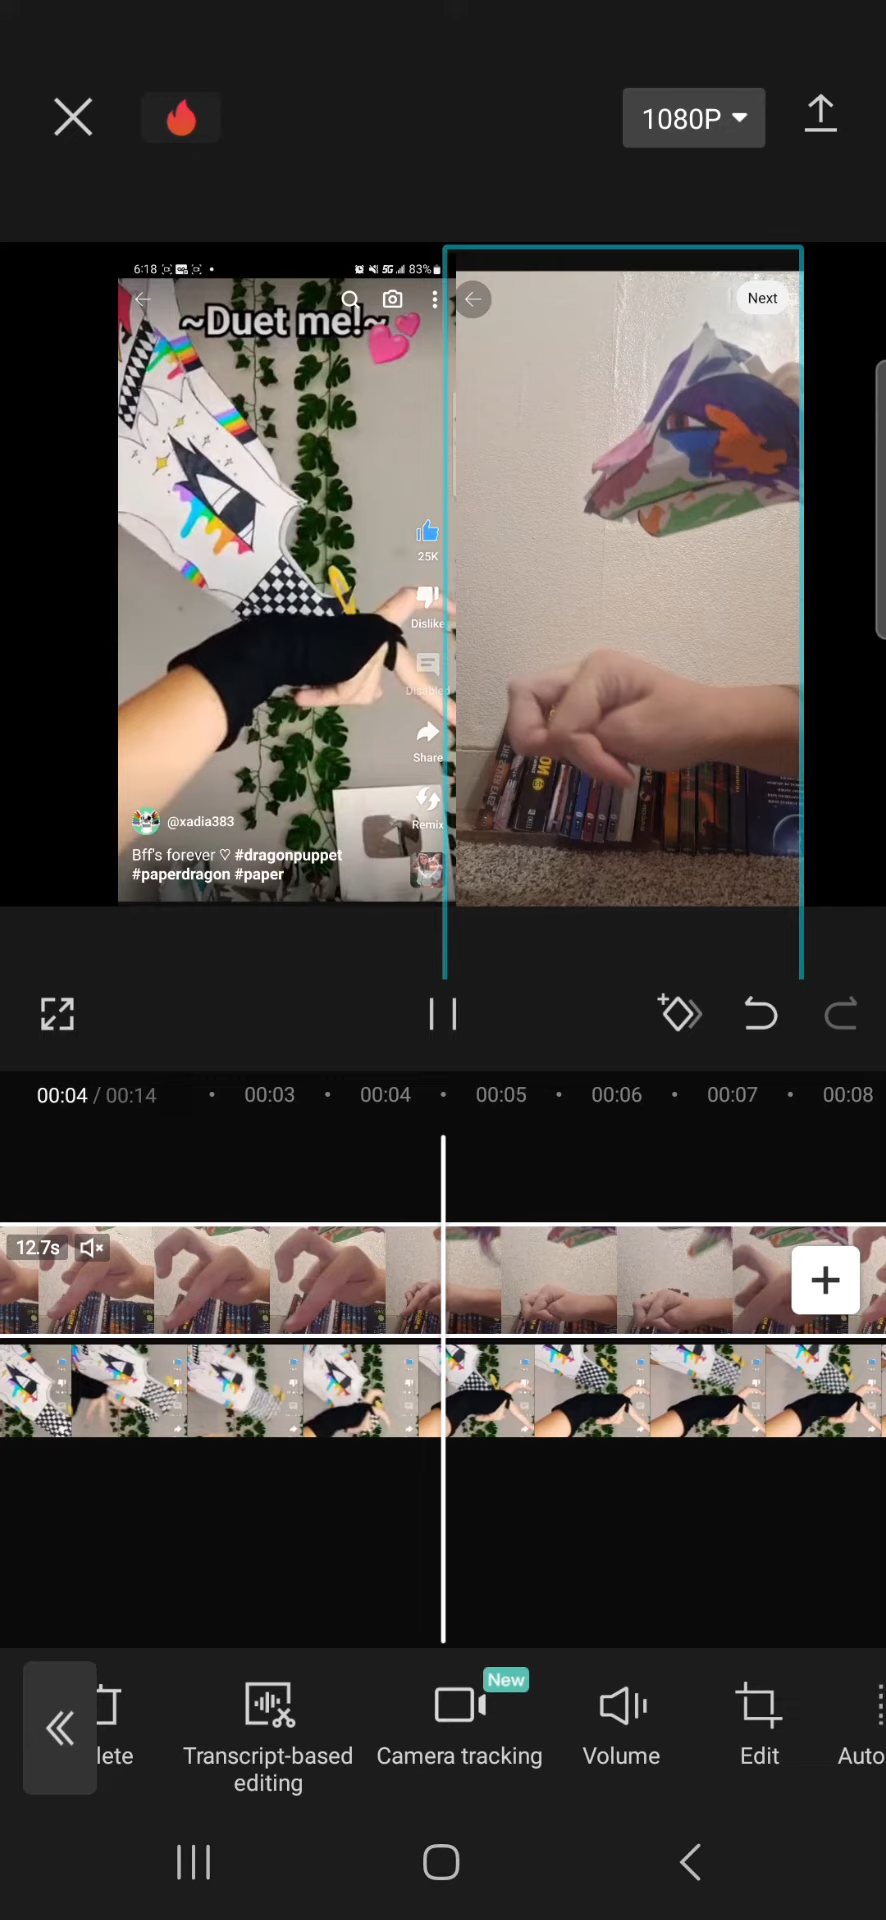 1080P
6:18
5G
83%
~Duet me!~
Next
25K
Dislike
Disabled
Share
Remix
@xadia383
Bff's forever ♡ #dragonpuppet
#paperdragon #paper
00:04 / 00:14
00:03
00:04
00:05
00:06
00:07
00:08
12.7s
lete
Transcript-based
editing
New
Camera tracking
Volume
Edit
Auto